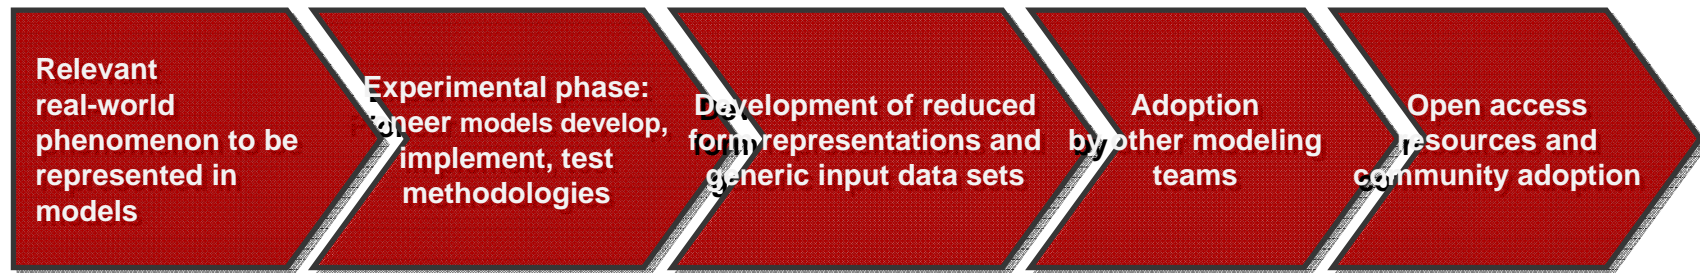 Relevant
real-world
phenomenon to be
represented in
models
Experimental phase:
Pioneer models develop,
implement, test
methodologies
Development of reduced
form representations and
generic input data sets
Adoption
by other modeling
teams
Open access
resources and
community adoption